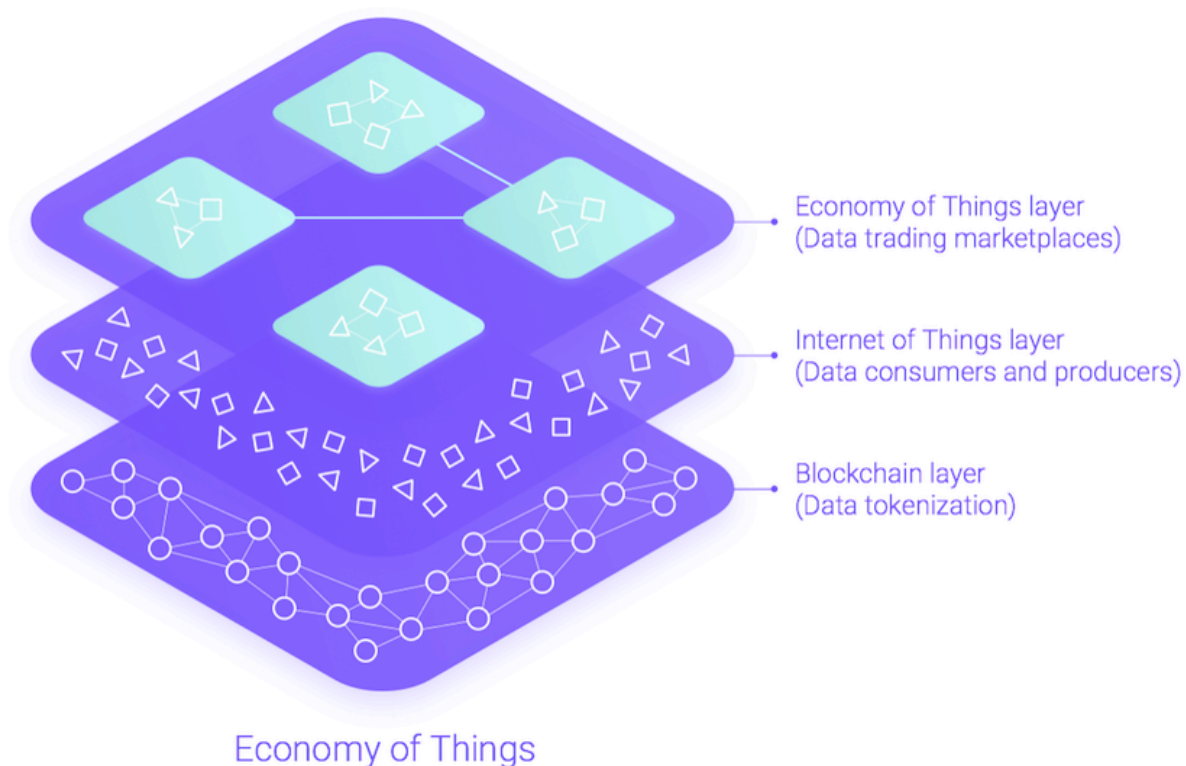 Economy of Things layer
(Data trading marketplaces)
Internet of Things layer
(Data consumers and producers)
Blockchain layer
(Data tokenization)
Economy of Things